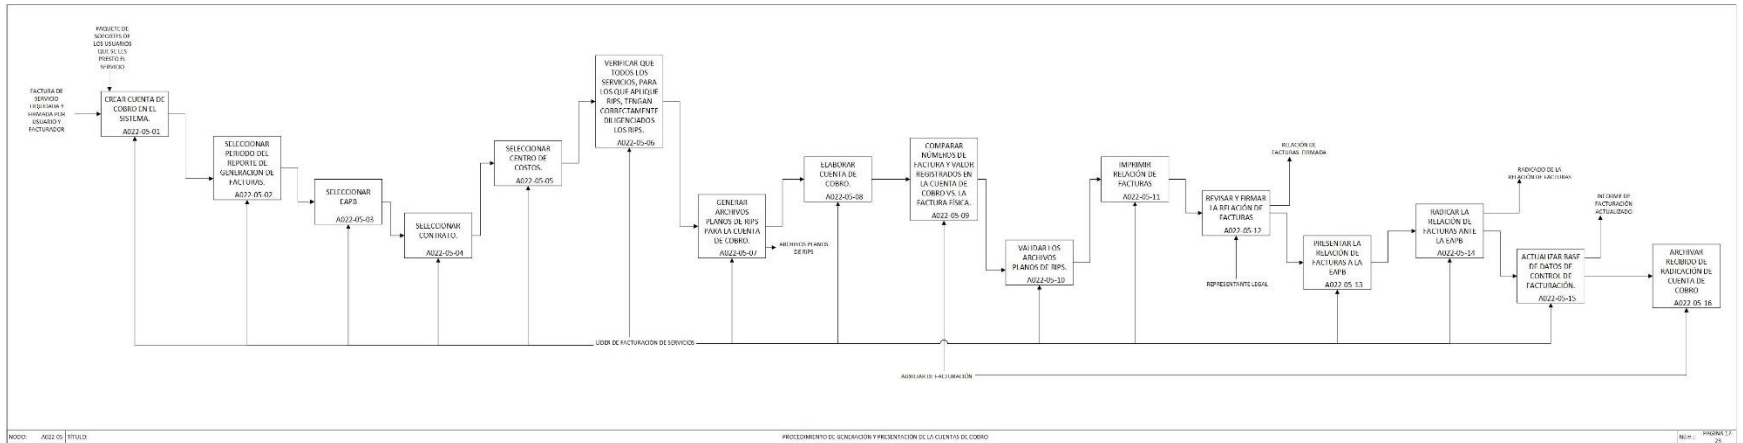 PAQUETE DE
SOPORTES DE
LOS USUARIOS
QUE SE LES
PRESTO EL
SERVICIO
FACTURA DE
SERVICIO
LIQUIDADA Y
FIRMADA POR
USUARIO Y
FACTURADOR
CREAR CUENTA DE
COBRO EN EL
SISTEMA.
A022-05-01
SELECCIONAR
PERIODO DEL
REPORTE DE
GENERACION DE
FACTURAS.
A022-05-02
SELECCIONAR
EAPB
A022-05-03
SELECCIONAR
CONTRATO.
A022-05-04
SELECCIONAR
CENTRO DE
COSTOS.
A022-05-05
VERIFICAR QUE
TODOS LOS
SERVICIOS, PARA
LOS QUE APLIQUE
RIPS, TENGAN
CORRECTAMENTE
DILIGENCIADOS
LOS RIPS.
A022-05-06
GENERAR
ARCHIVOS
PLANOS DE RIPS
PARA LA CUENTA
DE COBRO.
A022-05-07
ARCHIVOS PLANOS
DE RIPS
ELABORAR
CUENTA DE
COBRO.
A022-05-08
COMPARAR
NÚMEROS DE
FACTURA Y VALOR
REGISTRADOS EN
LA CUENTA DE
COBRO VS. LA
FACTURA FÍSICA.
A022-05-09
VALIDAR LOS
ARCHIVOS
PLANOS DE RIPS.
A022-05-10
IMPRIMIR
RELACIÓN DE
FACTURAS
A022-05-11
REVISAR Y FIRMAR
LA RELACIÓN DE
FACTURAS
A022-05-12
RELACIÓN DE
FACTURAS FIRMADA
REPRESENTANTE LEGAL
PRESENTAR LA
RELACIÓN DE
FACTURAS A LA
EAPB
A022-05-13
RADICAR LA
RELACIÓN DE
FACTURAS ANTE
LA EAPB
A022-05-14
RADICADO DE LA
RELACIÓN DE FACTURAS
ACTUALIZAR BASE
DE DATOS DE
CONTROL DE
FACTURACIÓN.
A022-05-15
INFORME DE
FACTURACIÓN
ACTUALIZADO
ARCHIVAR
RECIBIDO DE
RADICACIÓN DE
CUENTA DE
COBRO
A022-05-16
LÍDER DE FACTURACIÓN DE SERVICIOS
AUXILIAR DE FACTURACIÓN
NODO: A022-05 TÍTULO: PROCEDIMIENTO DE GENERACIÓN Y PRESENTACIÓN DE LA CUENTAS DE COBRO
PAGINA 17-
23